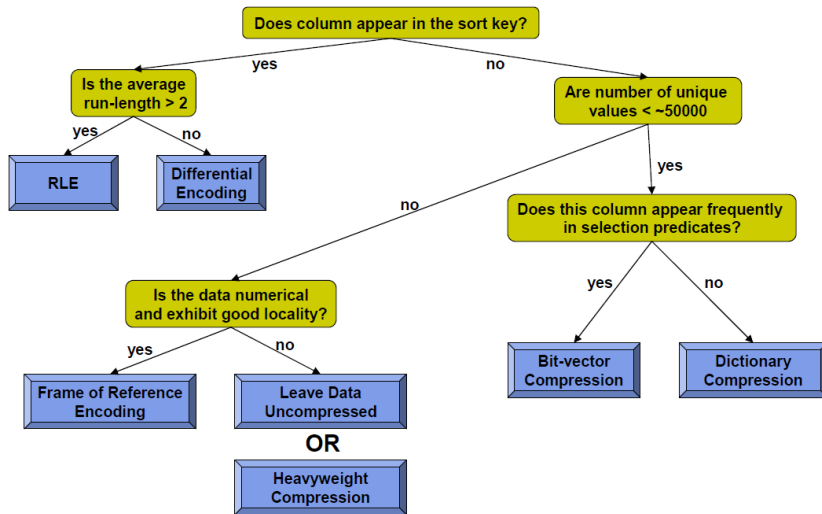 Does column appear in the sort key?
yes
no
Is the average
run-length > 2
Are number of unique
values < ~50000
yes
no
RLE
Differential
Encoding
yes
no
Does this column appear frequently
in selection predicates?
Is the data numerical
and exhibit good locality?
yes
no
yes
no
Bit-vector
Compression
Dictionary
Compression
Frame of Reference
Encoding
Leave Data
Uncompressed
OR
Heavyweight
Compression